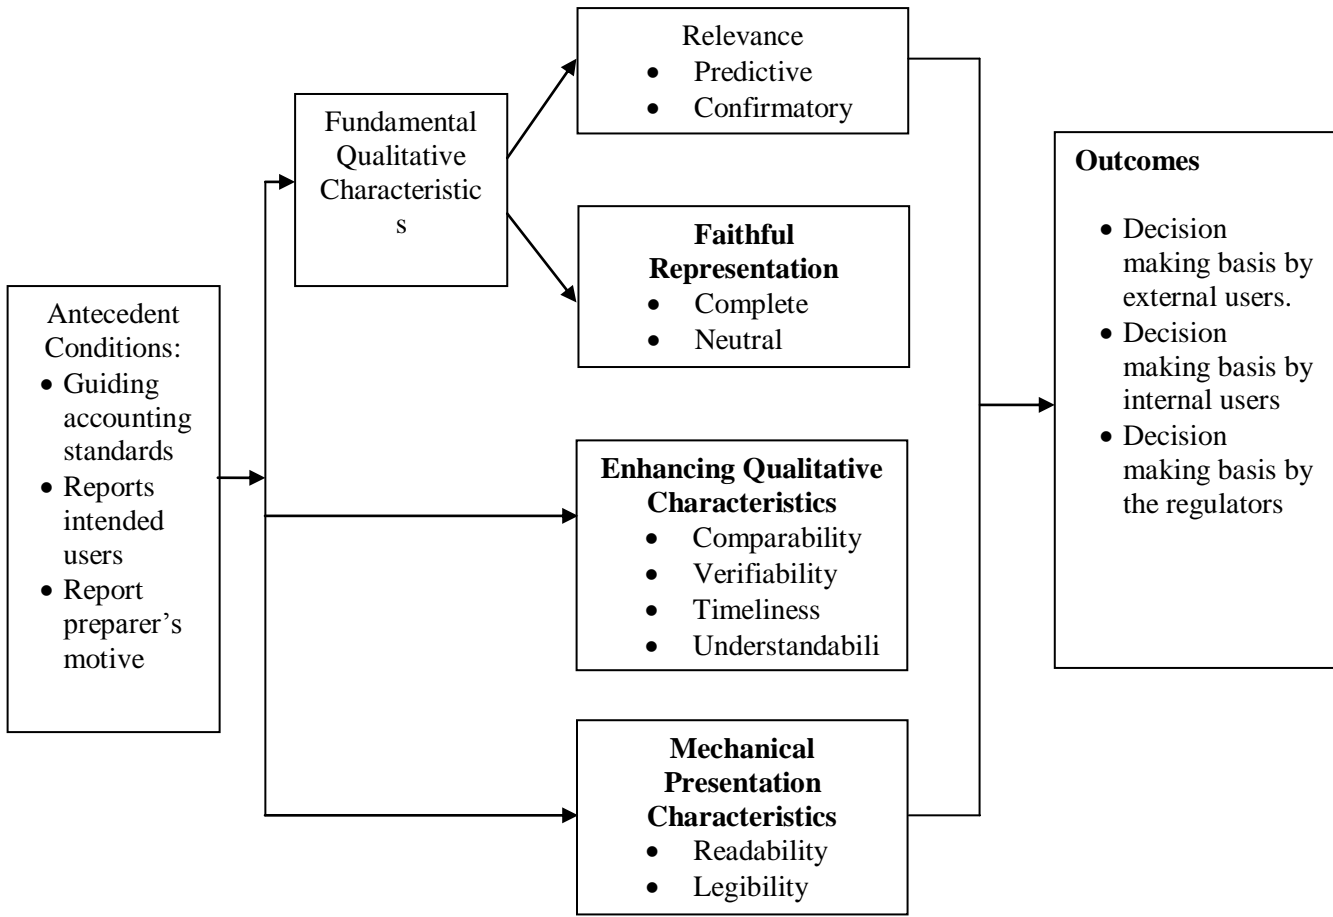 Antecedent
Conditions:
• Guiding
accounting
standards
• Reports
intended
users
• Report
preparer’s
motive
Fundamental
Qualitative
Characteristic
s
Relevance
• Predictive
• Confirmatory
Faithful
Representation
• Complete
• Neutral
Enhancing Qualitative
Characteristics
• Comparability
• Verifiability
• Timeliness
• Understandabili
Mechanical
Presentation
Characteristics
• Readability
• Legibility
Outcomes
• Decision
making basis by
external users.
• Decision
making basis by
internal users
• Decision
making basis by
the regulators